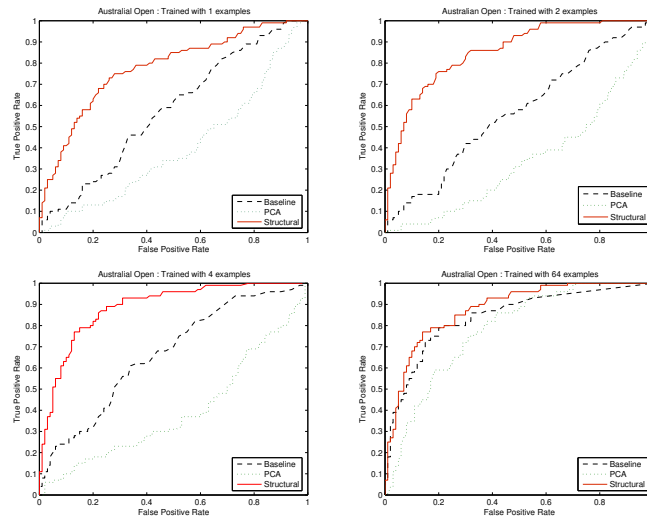 Australial Open : Trained with 1 examples
1
0.9
0.8
0.7
0.6
0.5
0.4
0.3
0.2
0.1
0
True Positive Rate
0 0.2 0.4 0.6 0.8 1
False Positive Rate
Baseline
PCA
Structural
Australian Open : Trained with 2 examples
1
0.9
0.8
0.7
0.6
0.5
0.4
0.3
0.2
0.1
0
True Positive Rate
0 0.2 0.4 0.6 0.8
False Positive Rate
Baseline
PCA
Structural
Australial Open : Trained with 4 examples
1
0.9
0.8
0.7
0.6
0.5
0.4
0.3
0.2
0.1
0
True Positive Rate
0 0.2 0.4 0.6 0.8 1
False Positive Rate
Baseline
PCA
Structural
Australial Open : Trained with 64 examples
1
0.9
0.8
0.7
0.6
0.5
0.4
0.3
0.2
0.1
0
True Positive Rate
0 0.2 0.4 0.6 0.8
False Positive Rate
Baseline
PCA
Structural